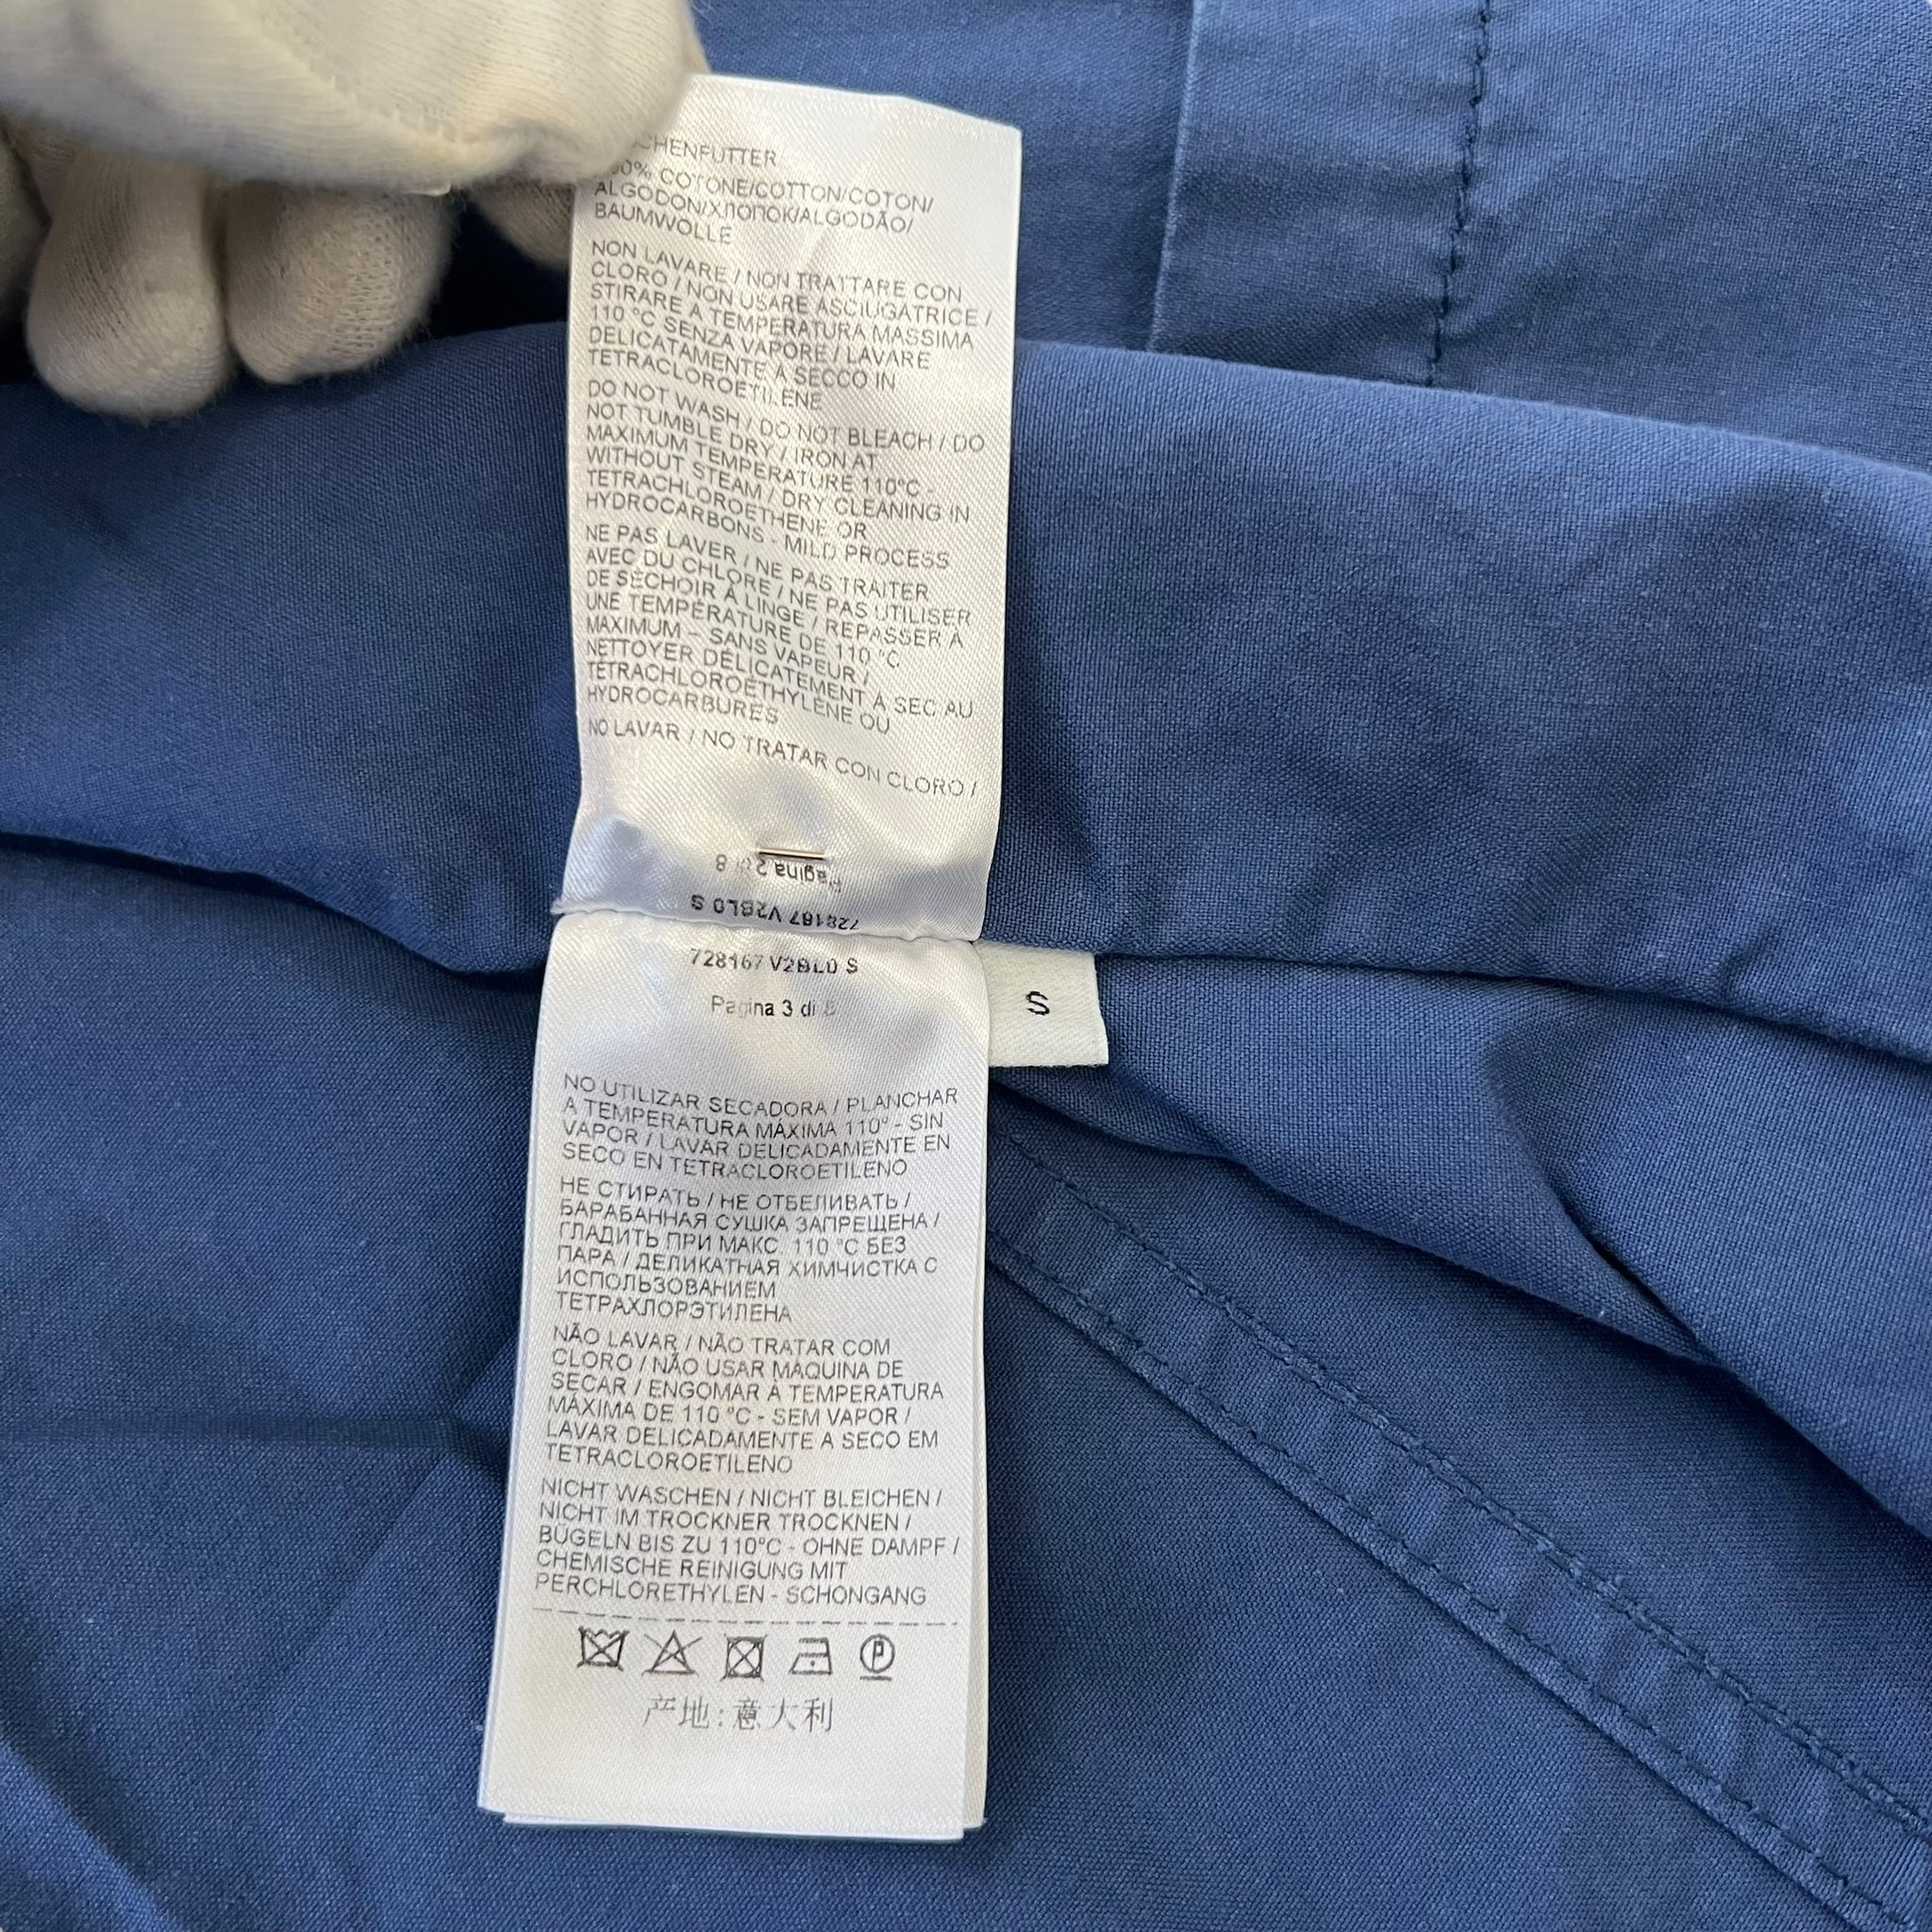 CHENFUTTER
COTONE/COTTON/COTON/
ALGODON/ХЛОПОК/ALGODÃO/
BAUMWOLLE
NON LAVARE / NON TRATTARE CON
CLORO / NON USARE ASCIUGATRICE /
STIRARE A TEMPERATURA MASSIMA
110 °C SENZA VAPORE / LAVARE
DELICATAMENTE A SECCO IN
TETRACLOROETILENE
DO NOT WASH / DO NOT BLEACH / DO
NOT TUMBLE DRY / IRON AT
MAXIMUM TEMPERATURE 110°C -
WITHOUT STEAM / DRY CLEANING IN
TETRACHLOROETHENE OR
HYDROCARBONS - MILD PROCESS
NE PAS LAVER / NE PAS TRAITER
AVEC DU CHLORE / NE PAS UTILISER
DE SÉCHOIR À LINGE / REPASSER À
UNE TEMPÉRATURE DE 110 °C
MAXIMUM – SANS VAPEUR /
NETTOYER DÉLICATEMENT À SEC AU
TÉTRACHLOROÉTHYLÈNE OU
HYDROCARBURES
NO LAVAR / NO TRATAR CON CLORO /
Pagina 2 di 8
728167 V2BL0 S
728167 V2BL0 S
Pagina 3 di 8
S
NO UTILIZAR SECADORA / PLANCHAR
A TEMPERATURA MÁXIMA 110° - SIN
VAPOR / LAVAR DELICADAMENTE EN
SECO EN TETRACLOROETILENO
НЕ СТИРАТЬ / НЕ ОТБЕЛИВАТЬ /
БАРАБАННАЯ СУШКА ЗАПРЕЩЕНА /
ГЛАДИТЬ ПРИ МАКС. 110 °C БЕЗ
ПАРА / ДЕЛИКАТНАЯ ХИМЧИСТКА С
ИСПОЛЬЗОВАНИЕМ
ТЕТРАХЛОРЭТИЛЕНА
NÃO LAVAR / NÃO TRATAR COM
CLORO / NÃO USAR MAQUINA DE
SECAR / ENGOMAR À TEMPERATURA
MÁXIMA DE 110 °C - SEM VAPOR /
LAVAR DELICADAMENTE A SECO EM
TETRACLOROETILENO
NICHT WASCHEN / NICHT BLEICHEN /
NICHT IM TROCKNER TROCKNEN /
BÜGELN BIS ZU 110°C - OHNE DAMPF /
CHEMISCHE REINIGUNG MIT
PERCHLORETHYLEN - SCHONGANG
P
产地:意大利